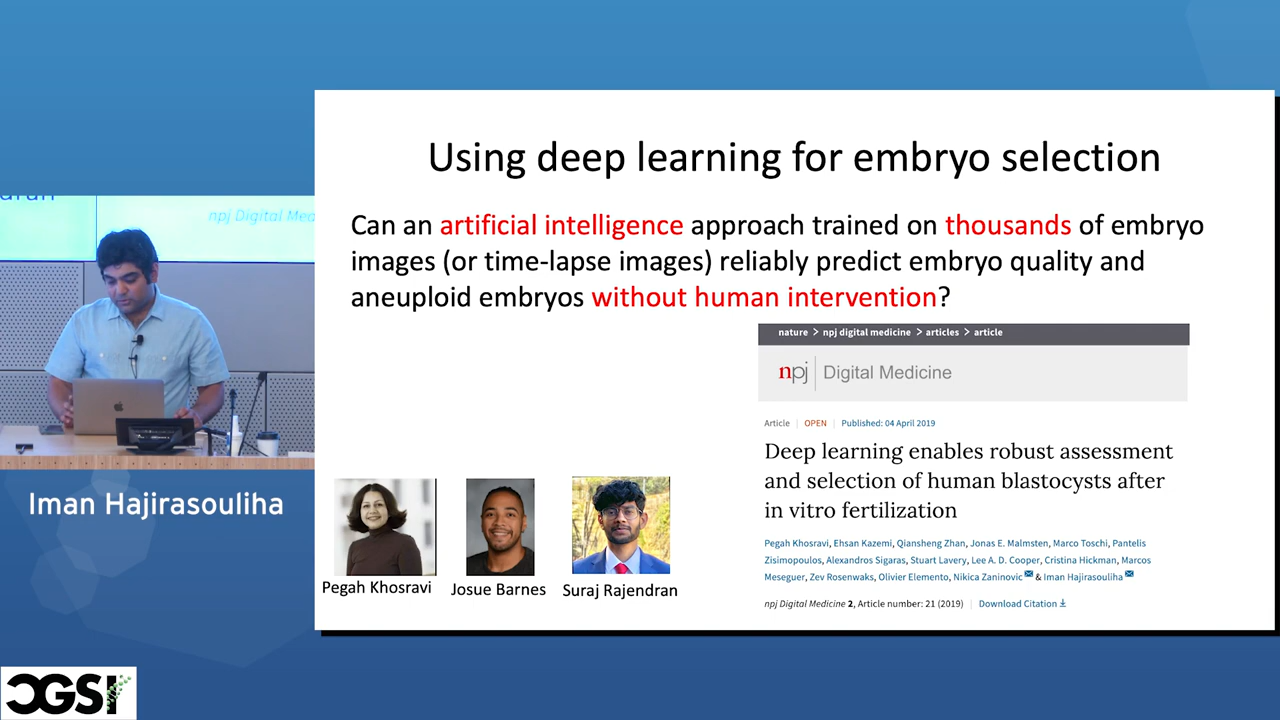 Using deep learning for embryo selection
Can an artificial intelligence approach trained on thousands of embryo
images (or time-lapse images) reliably predict embryo quality and
aneuploid embryos without human intervention?
nature > npj digital medicine > articles > article
npj | Digital Medicine
Article | OPEN | Published: 04 April 2019
Deep learning enables robust assessment
and selection of human blastocysts after
in vitro fertilization
Pegah Khosravi, Ehsan Kazemi, Qiansheng Zhan, Jonas E. Malmsten, Marco Toschi, Pantelis
Zisimopoulos, Alexandros Sigaras, Stuart Lavery, Lee A. D. Cooper, Cristina Hickman, Marcos
Meseguer, Zev Rosenwaks, Olivier Elemento, Nikica Zaninovic & Iman Hajirasouliha
npj Digital Medicine 2, Article number: 21 (2019) | Download Citation
Pegah Khosravi
Josue Barnes
Suraj Rajendran
npj Digital Med
Iman Hajirasouliha
CGSI